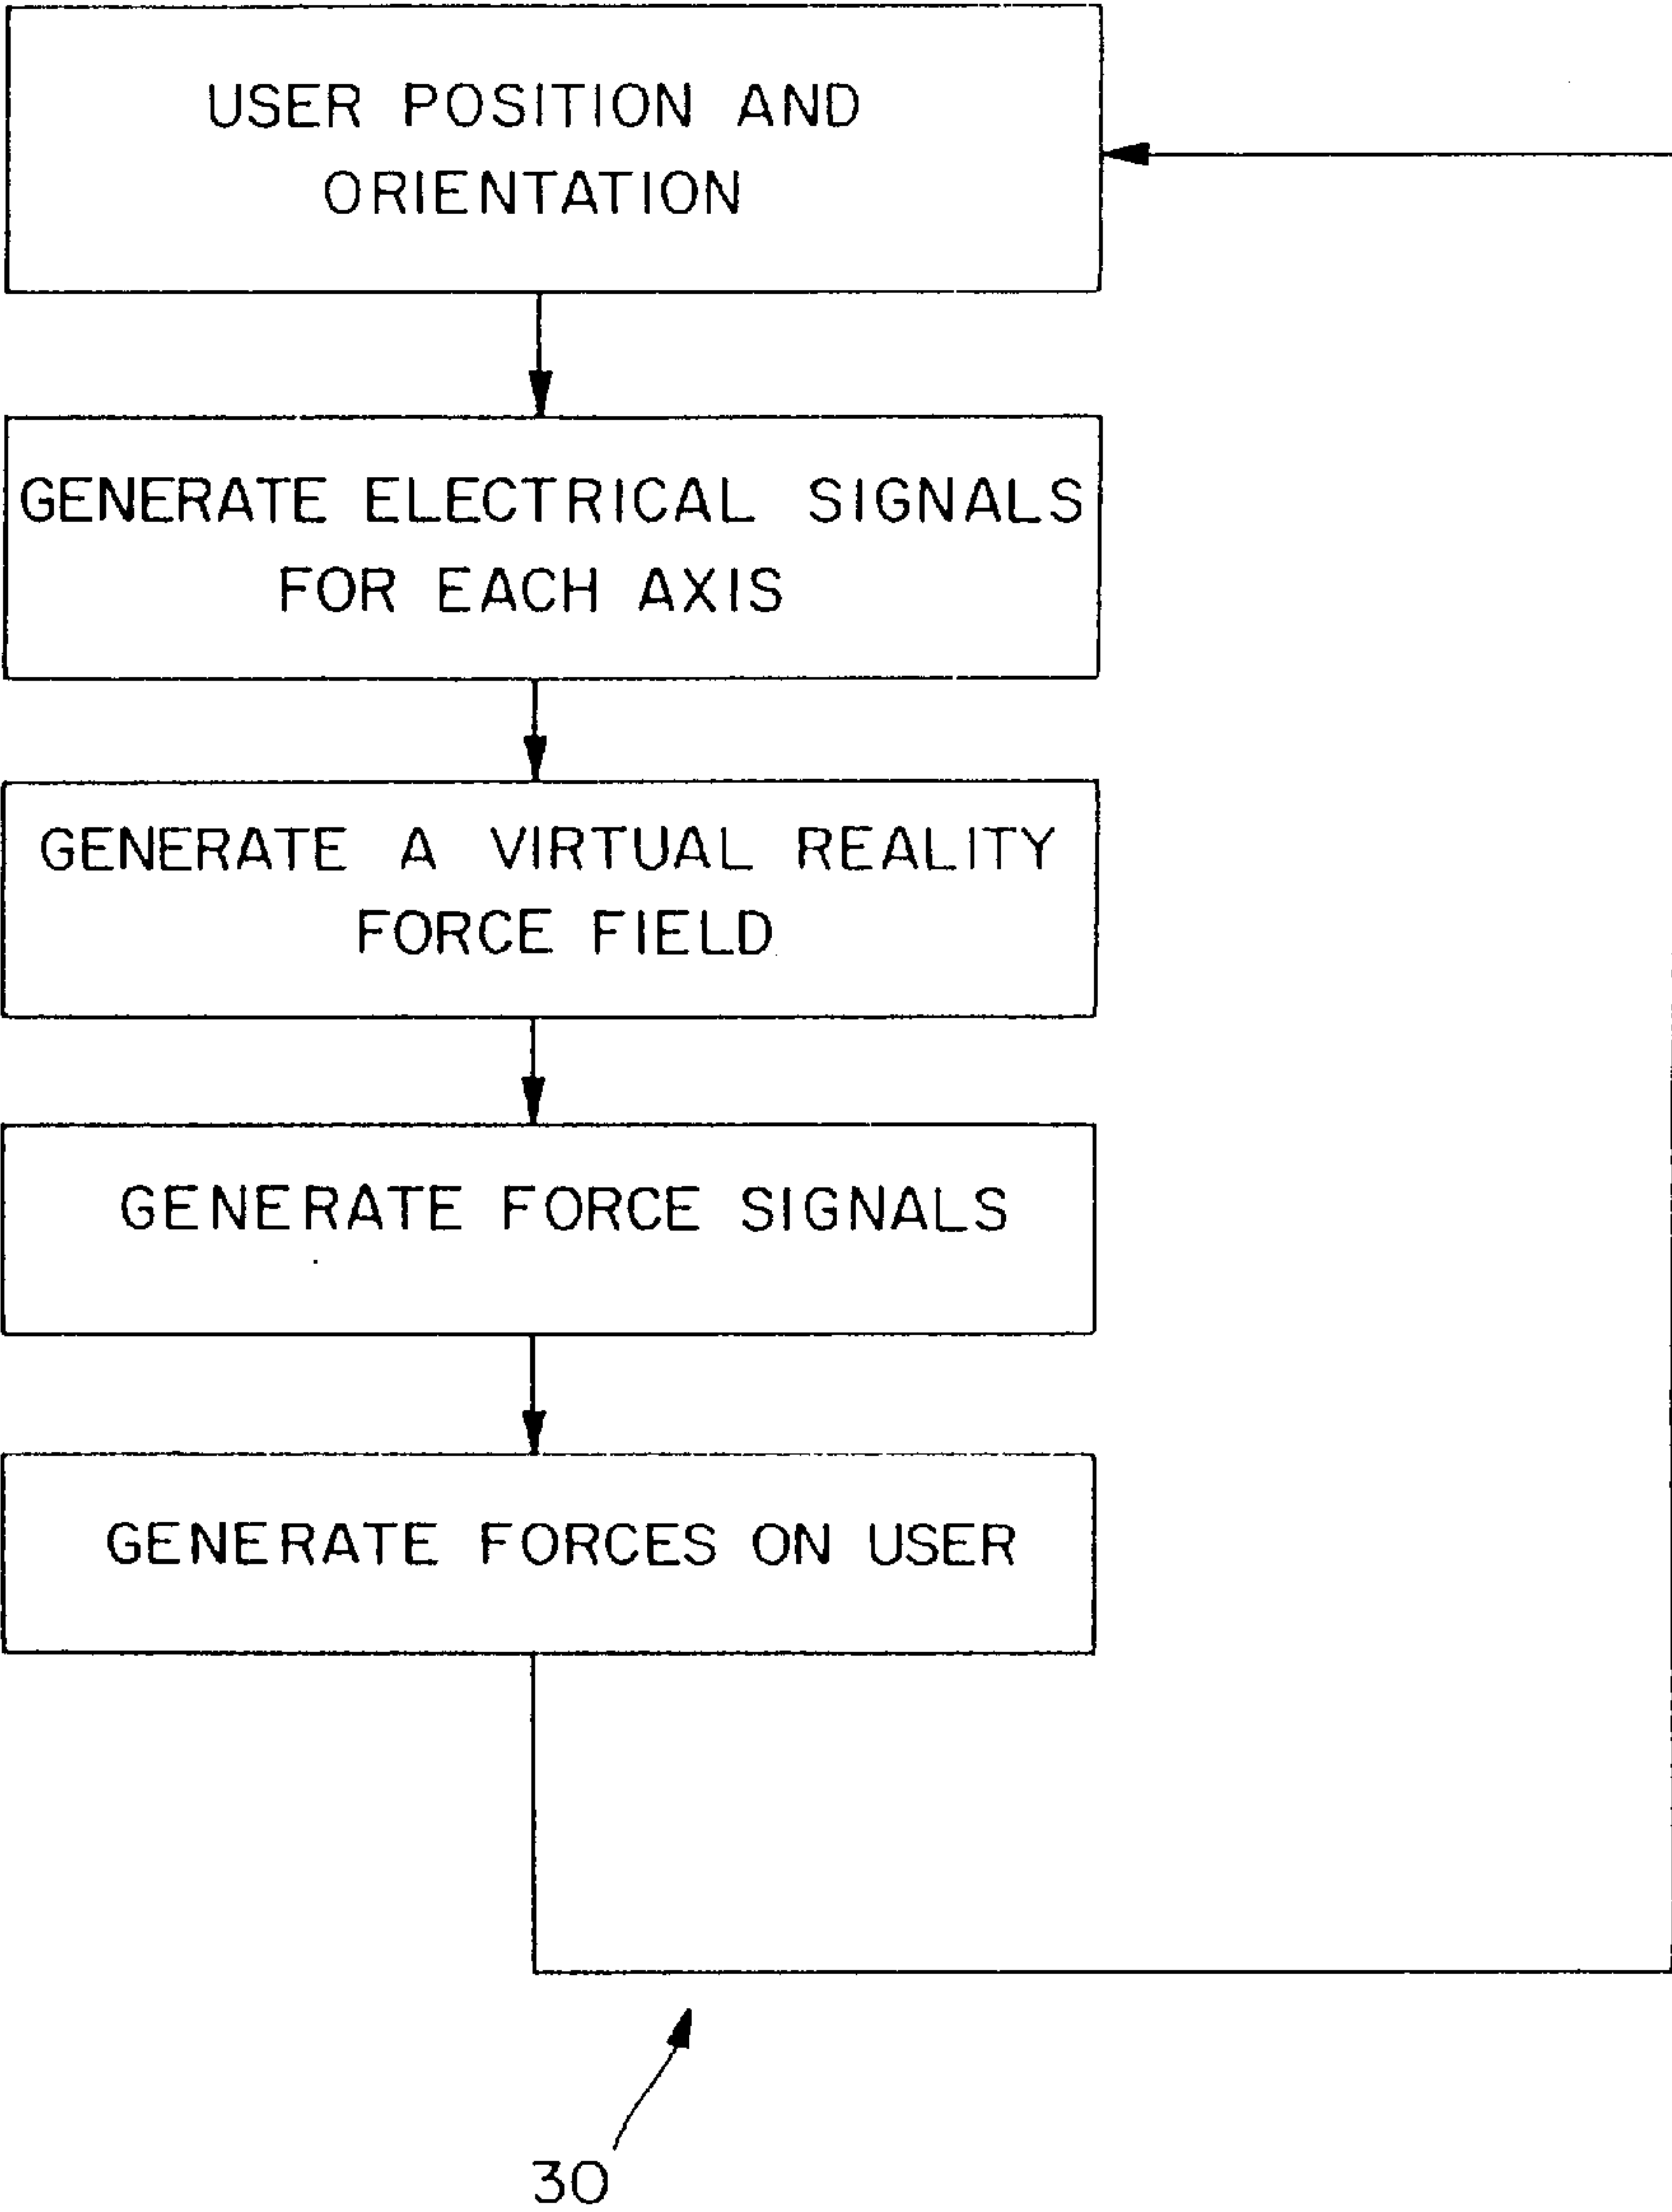 USER POSITION AND
ORIENTATION
GENERATE ELECTRICAL SIGNALS
FOR EACH AXIS
GENERATE A VIRTUAL REALITY
FORCE FIELD
GENERATE FORCE SIGNALS
GENERATE FORCES ON USER
30